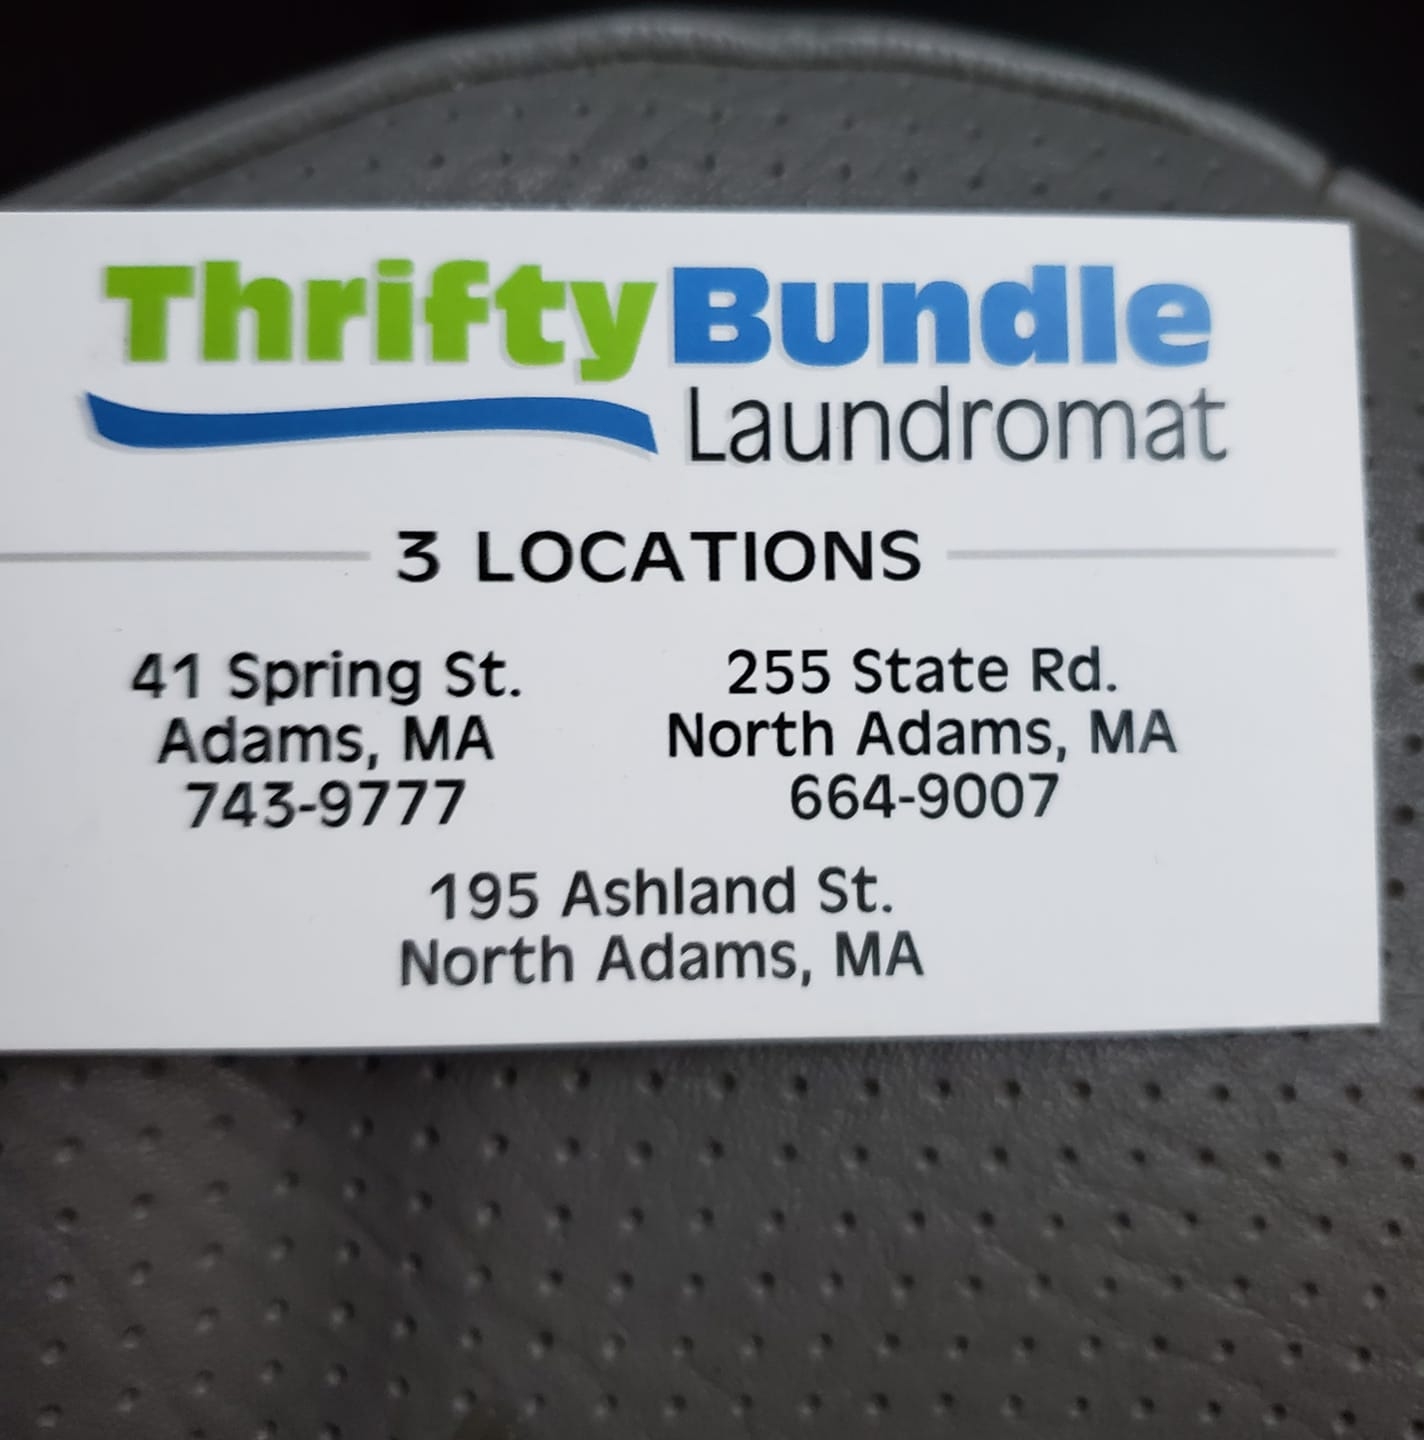 ThriftyBundle
Laundromat
3 LOCATIONS
41 Spring St.
Adams, MA
743-9777
255 State Rd.
North Adams, MA
664-9007
195 Ashland St.
North Adams, MA